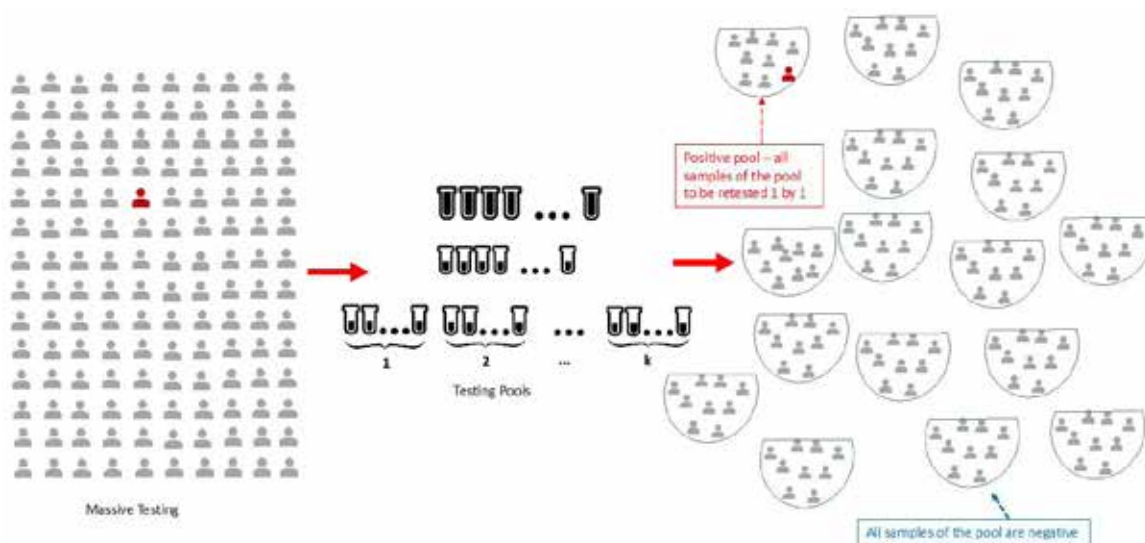 Positive pool – all
samples of the pool
to be retested 1 by 1
1
2
...
k
Testing Pools
Massive Testing
All samples of the pool are negative